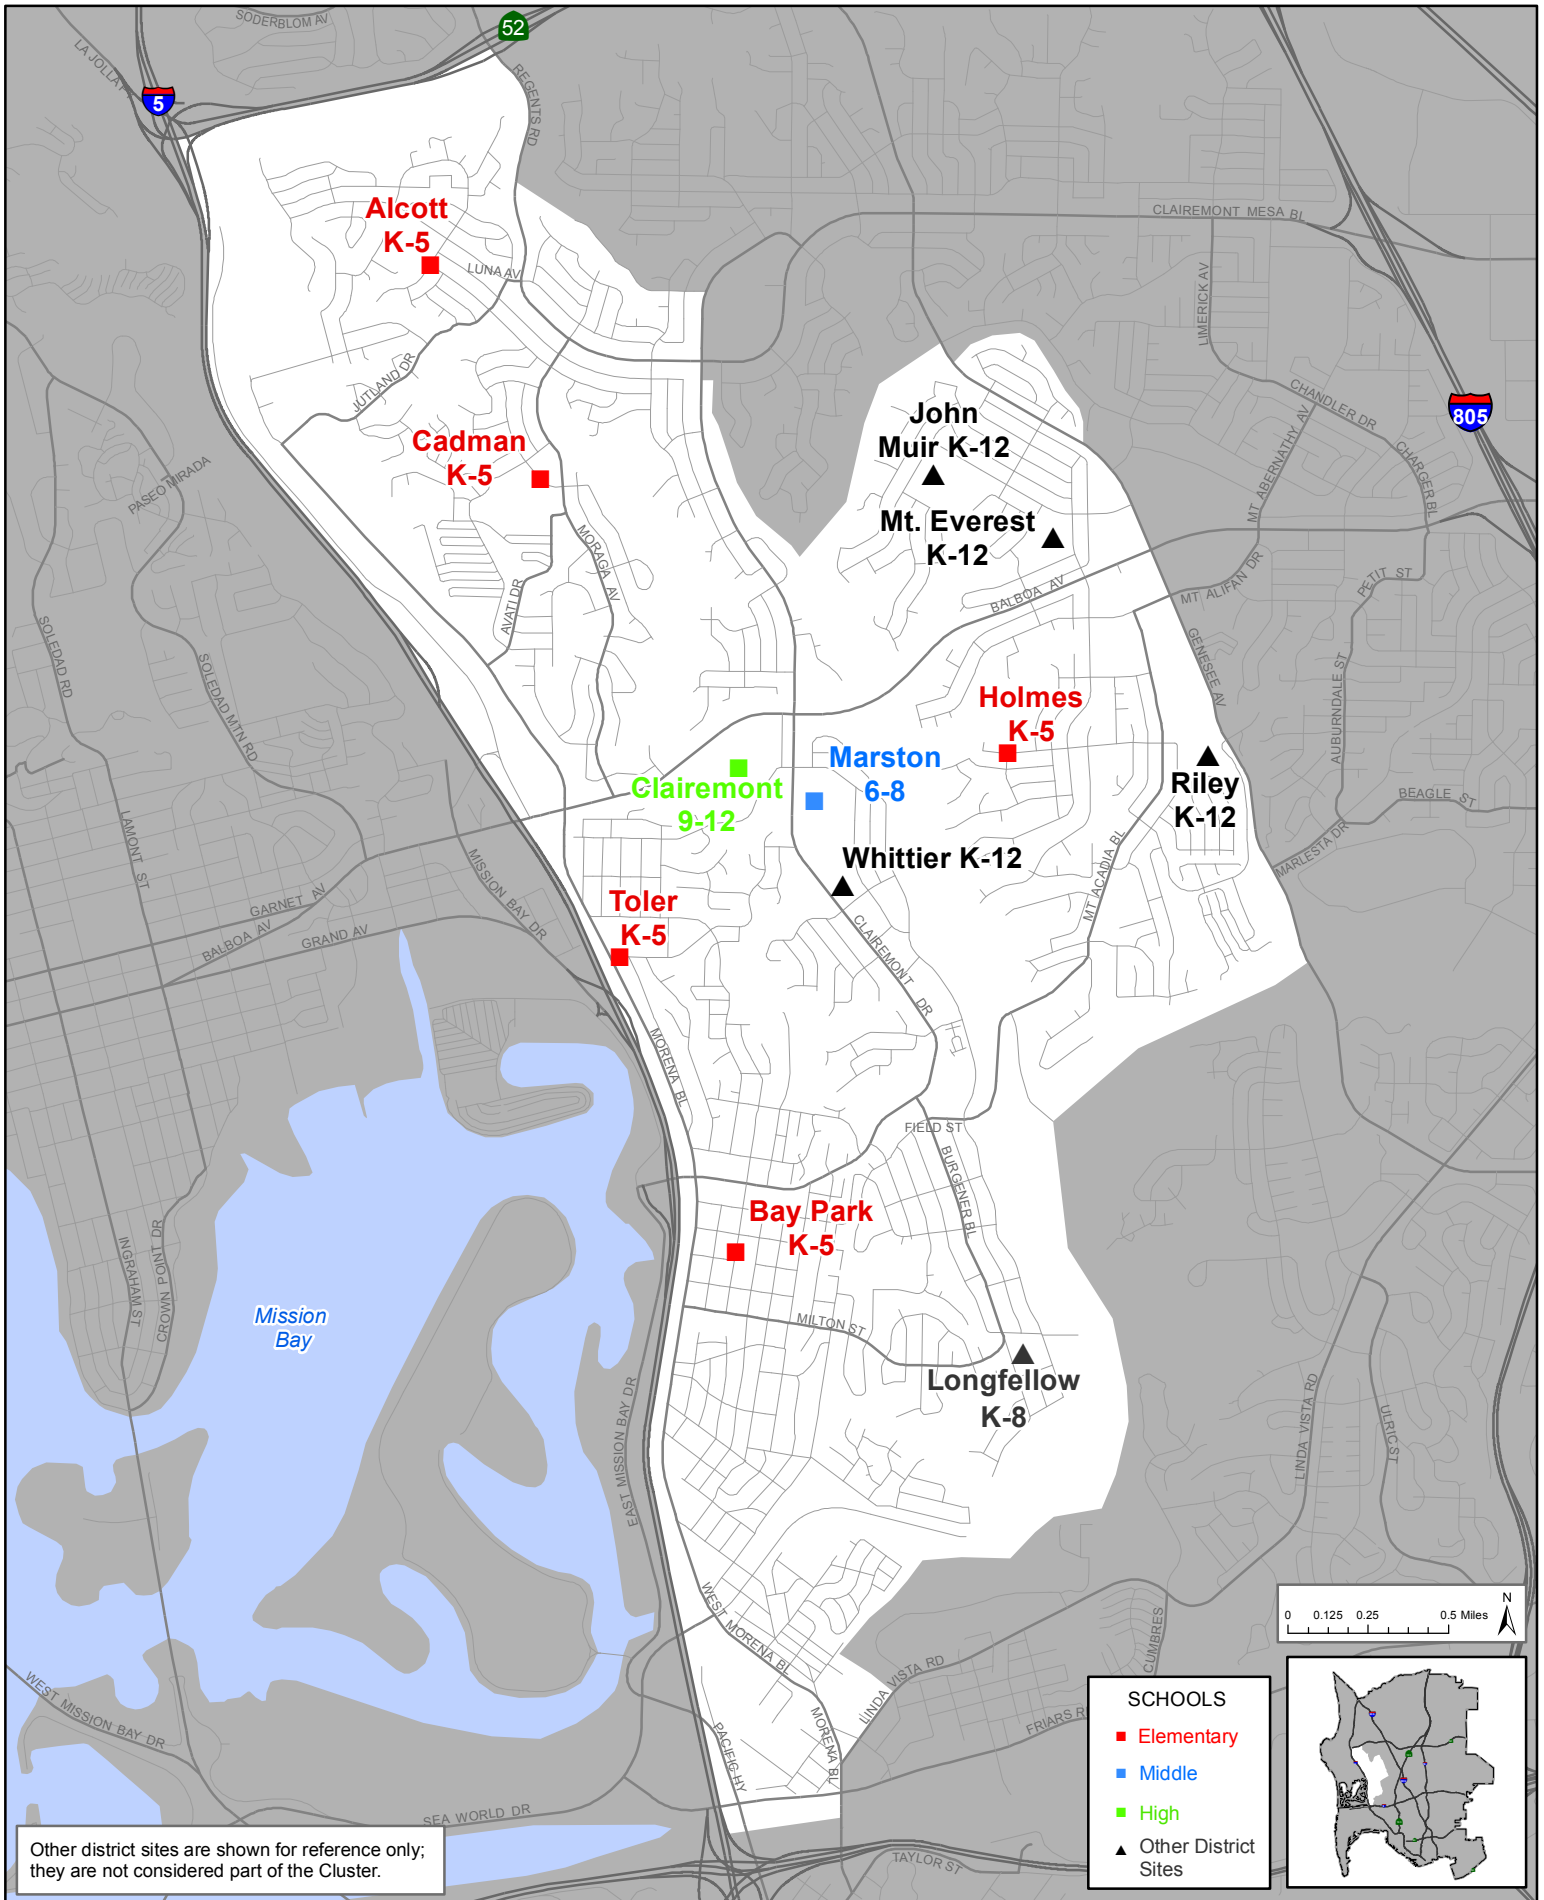 SODERBLOM AV
52
LA JOLLA
5
REGENTS RD
Alcott
K-5
LUNA AV
CLAIREMONT MESA BL
LIMERICK AV
JUTLAND DR
CHANDLER DR
805
John
Muir K-12
Cadman
K-5
MT ABERNATHY AV
CHARGER BL
PASEO MIRADA
Mt. Everest
K-12
MORAGA AV
AVATI DR
BALBOA AV
MT ALIFAN DR
PETIT ST
SOLEDAD RD
SOLEDAD MTN RD
GENESEE AV
AUBURNDALE ST
Holmes
K-5
Marston
6-8
Clairemont
9-12
Riley
K-12
BEAGLE ST
LAMONT ST
MARLESTA DR
MT ACADIA BL
Whittier K-12
MISSION BAY DR
GARNET AV
BALBOA AV
GRAND AV
Toler
K-5
CLAIREMONT DR
MORENA BL
FIELD ST
BURGENER BL
Bay Park
K-5
INGRAHAM ST
CROWN POINT DR
Mission
Bay
MILTON ST
Longfellow
K-8
EAST MISSION BAY DR
LINDA VISTA RD
ULRIC ST
WEST MORENA BL
CUMBRES
LINDA VISTA RD
FRIARS R
MORENA BL
PACIFIC HY
WEST MISSION BAY DR
SEA WORLD DR
TAYLOR ST
N
0 0.125 0.25 0.5 Miles
SCHOOLS
Elementary
Middle
High
Other District
Sites
Other district sites are shown for reference only;
they are not considered part of the Cluster.